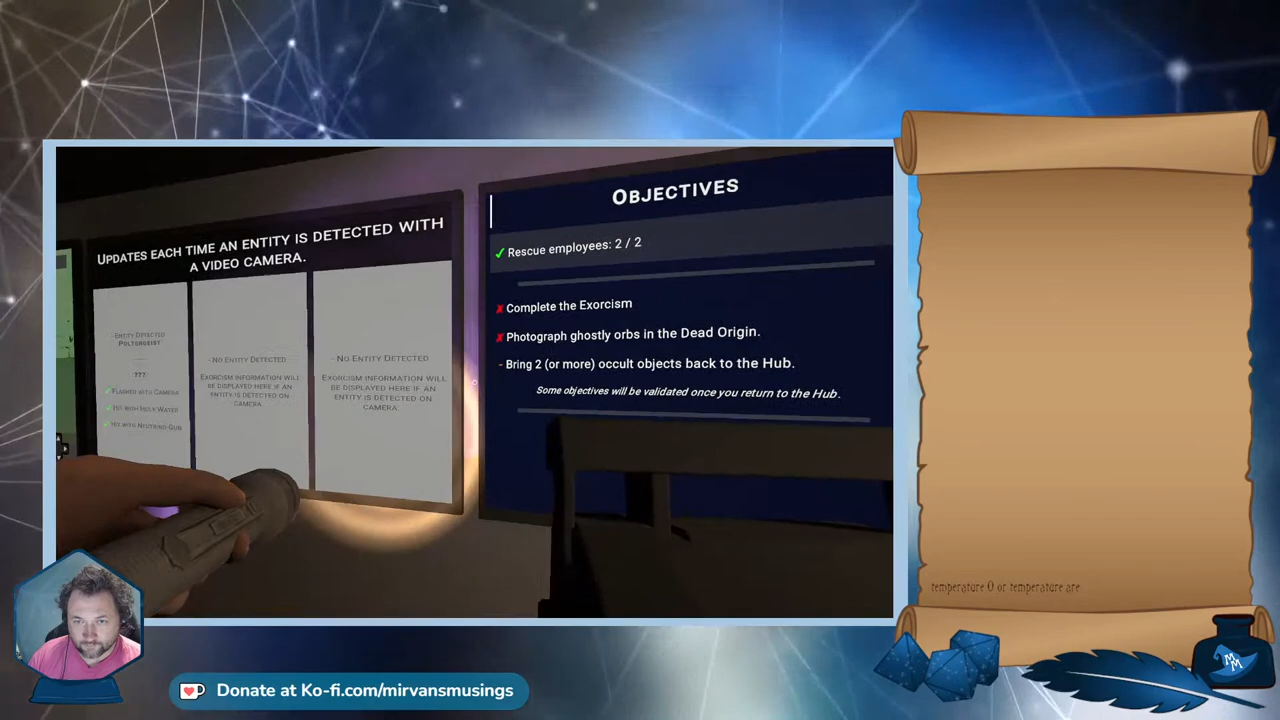 UPDATES EACH TIME AN ENTITY IS DETECTED WITH
A VIDEO CAMERA.
- ENTITY DETECTED
POLTERGEIST
???
✓ FLASHED WITH CAMERA
✓ HIT WITH HOLY WATER
✓ HIT WITH NEUTRINO-GUN
- NO ENTITY DETECTED
EXORCISM INFORMATION WILL
BE DISPLAYED HERE IF AN
ENTITY IS DETECTED ON
CAMERA.
- NO ENTITY DETECTED
EXORCISM INFORMATION WILL
BE DISPLAYED HERE IF AN
ENTITY IS DETECTED ON
CAMERA.
OBJECTIVES
✓ Rescue employees: 2 / 2
✗ Complete the Exorcism
✗ Photograph ghostly orbs in the Dead Origin.
- Bring 2 (or more) occult objects back to the Hub.
Some objectives will be validated once you return to the Hub.
temperature 0 or temperature are
MM
Donate at Ko-fi.com/mirvansmusings